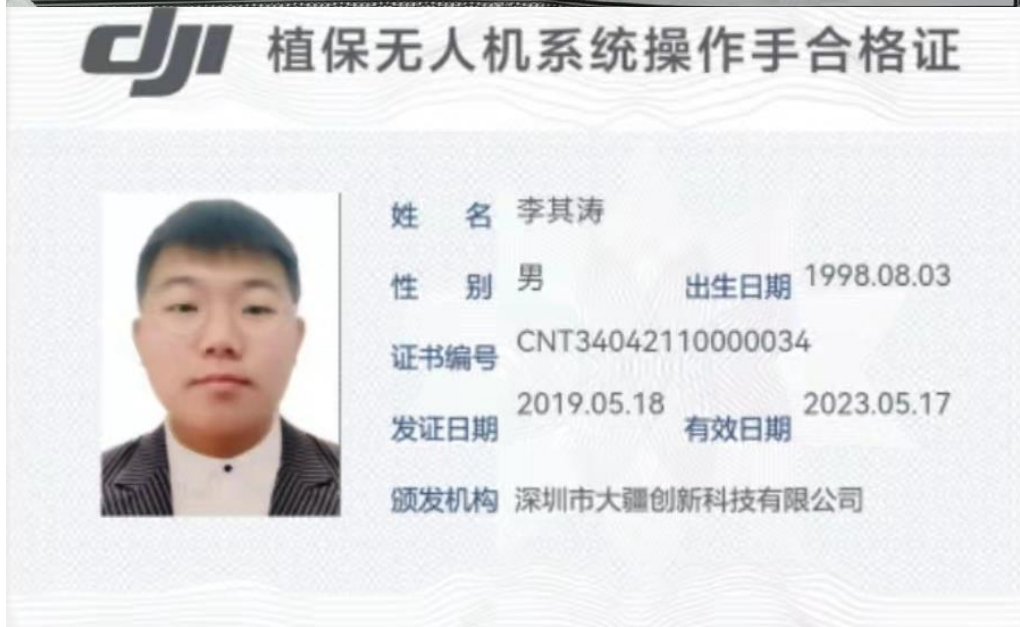 dji 植保无人机系统操作手合格证
姓 名 李其涛
性 别 男 出生日期 1998.08.03
证书编号 CNT34042110000034
发证日期 2019.05.18 有效日期 2023.05.17
颁发机构 深圳市大疆创新科技有限公司